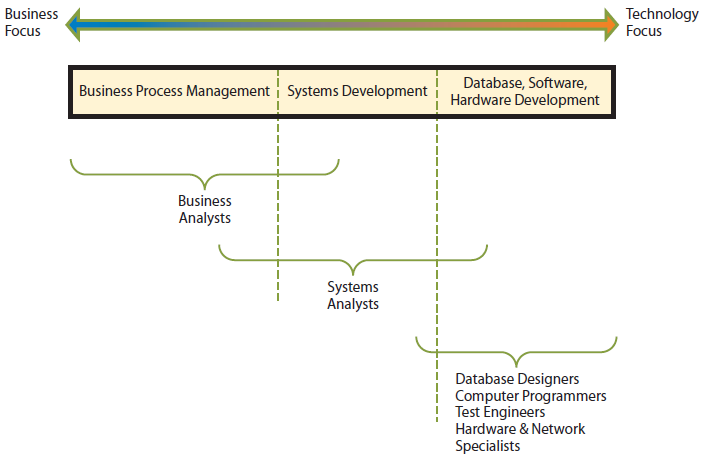 Business
Focus
Technology
Focus
Business Process Management
Systems Development
Database, Software,
Hardware Development
Business
Analysts
Systems
Analysts
Database Designers
Computer Programmers
Test Engineers
Hardware & Network
Specialists